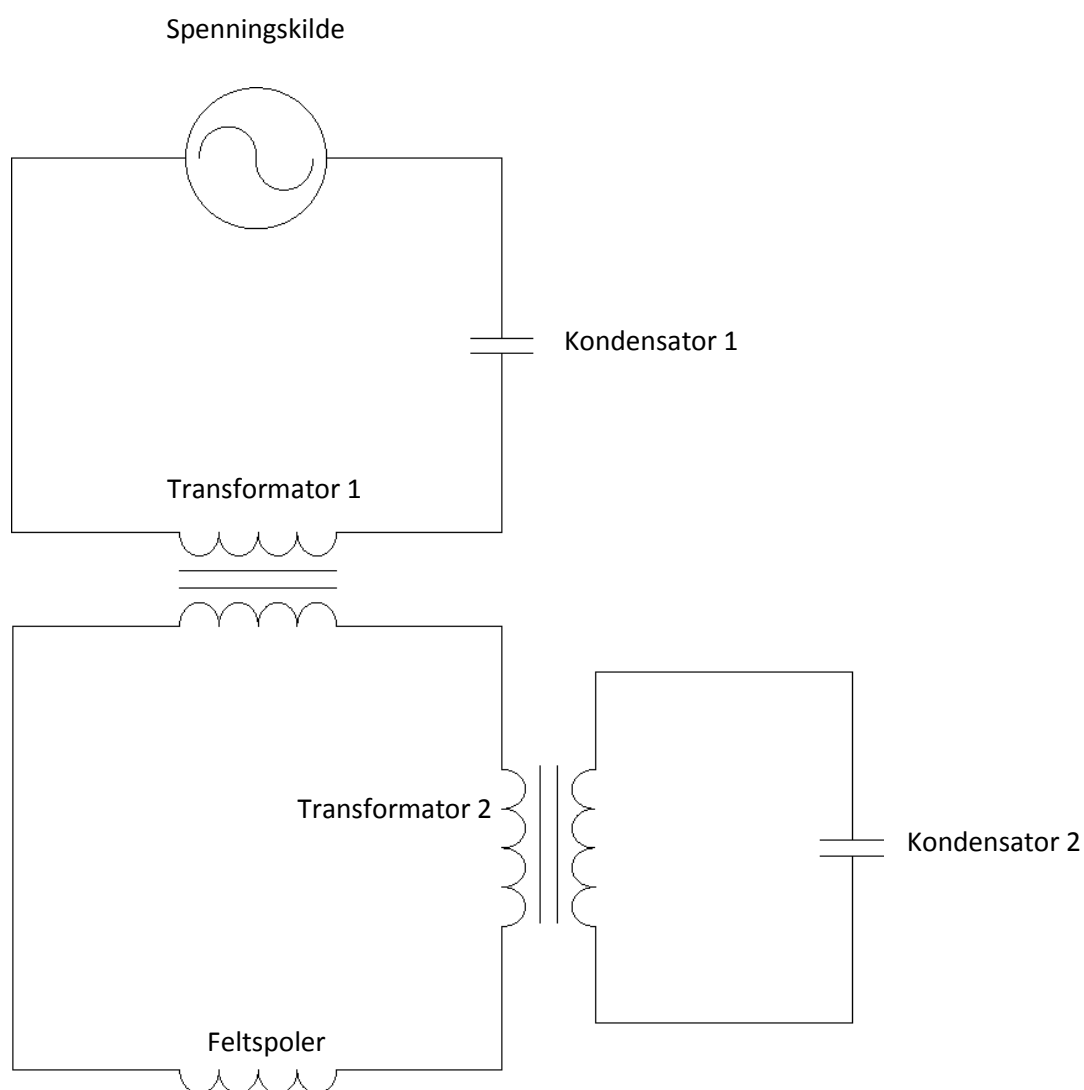 Spenningskilde
Kondensator 1
Transformator 1
Transformator 2
Kondensator 2
Feltspoler